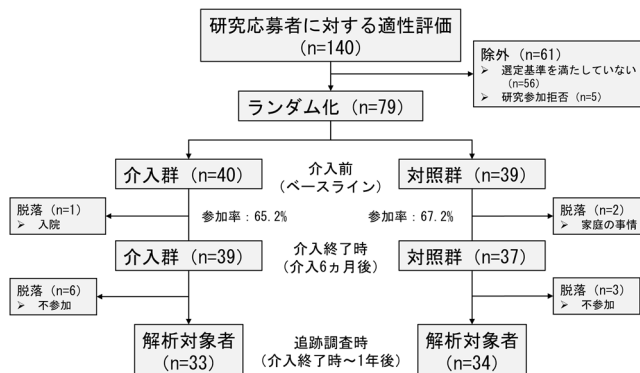 研究応募者に対する適性評価
(n=140)
除外 (n=61)
➢ 選定基準を満たしていない
(n=56)
➢ 研究参加拒否 (n=5)
ランダム化 (n=79)
介入群 (n=40)
介入前
(ベースライン)
対照群 (n=39)
脱落 (n=1)
➢ 入院
参加率：65.2%
参加率：67.2%
脱落 (n=2)
➢ 家庭の事情
介入群 (n=39)
介入終了時
(介入6ヵ月後)
対照群 (n=37)
脱落 (n=6)
➢ 不参加
脱落 (n=3)
➢ 不参加
解析対象者
(n=33)
追跡調査時
(介入終了時～1年後)
解析対象者
(n=34)